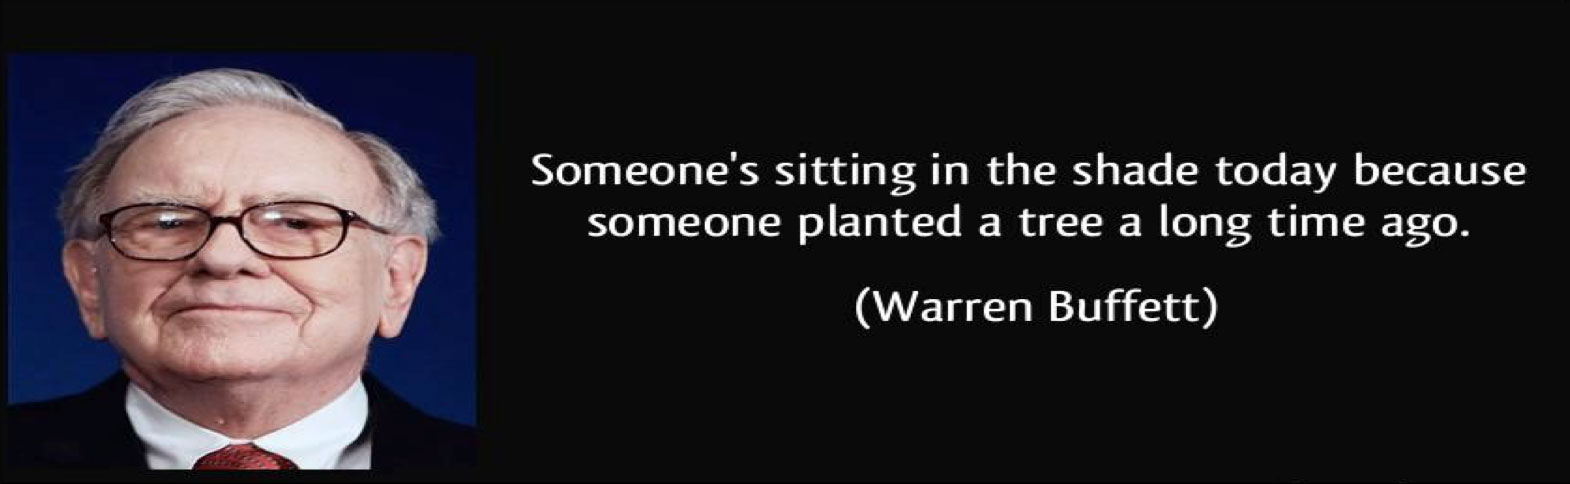 Someone's sitting in the shade today because
someone planted a tree a long time ago.
(Warren Buffett)